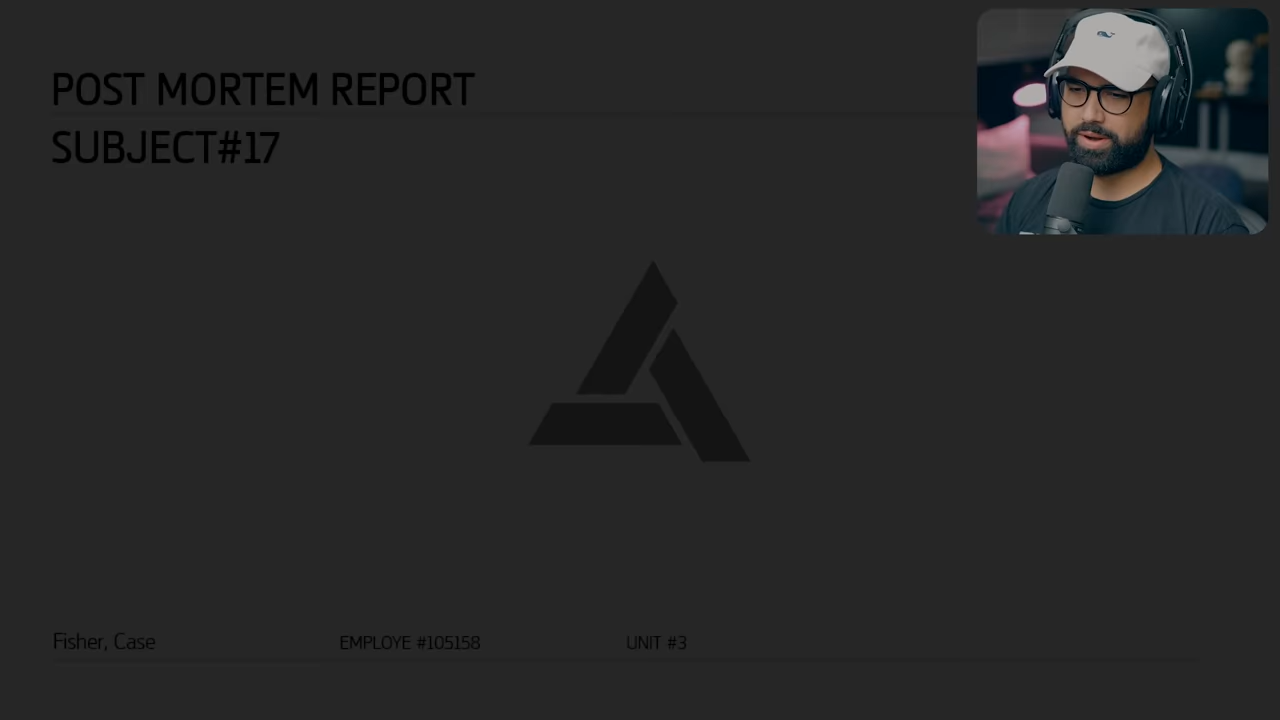 POST MORTEM REPORT
SUBJECT#17
Fisher, Case
EMPLOYE #105158
UNIT #3